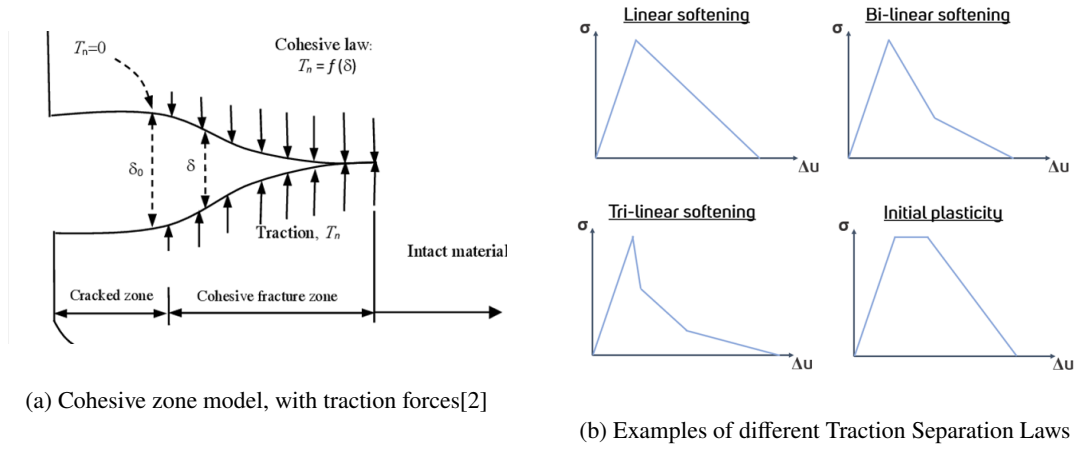 Tₙ=0
Cohesive law:
Tₙ = f(δ)
δ₀
δ
Traction, Tₙ
Intact material
Cracked zone
Cohesive fracture zone
(a) Cohesive zone model, with traction forces[2]
Linear softening
σ
Δu
Bi-linear softening
σ
Δu
Tri-linear softening
σ
Δu
Initial plasticity
σ
Δu
(b) Examples of different Traction Separation Laws